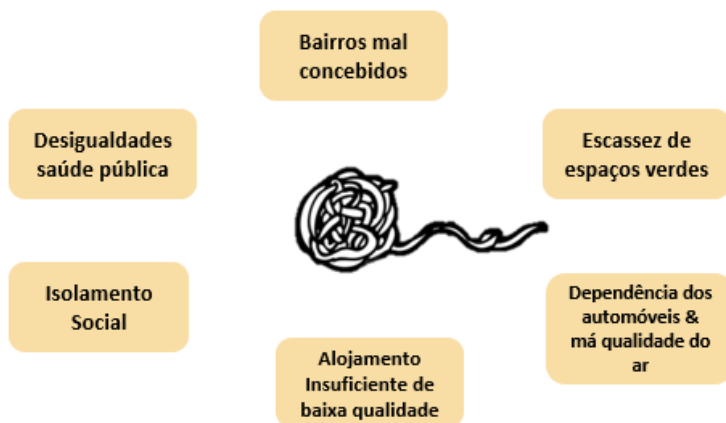 Bairros mal
concebidos
Desigualdades
saúde pública
Escassez de
espaços verdes
Isolamento
Social
Dependência dos
automóveis &
má qualidade do
ar
Alojamento
Insuficiente de
baixa qualidade